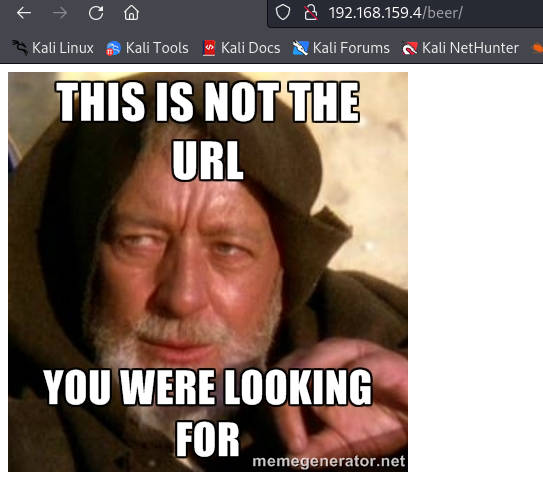 192.168.159.4/beer/
Kali Linux Kali Tools Kali Docs Kali Forums Kali NetHunter
THIS IS NOT THE
URL
YOU WERE LOOKING
FOR
memegenerator.net